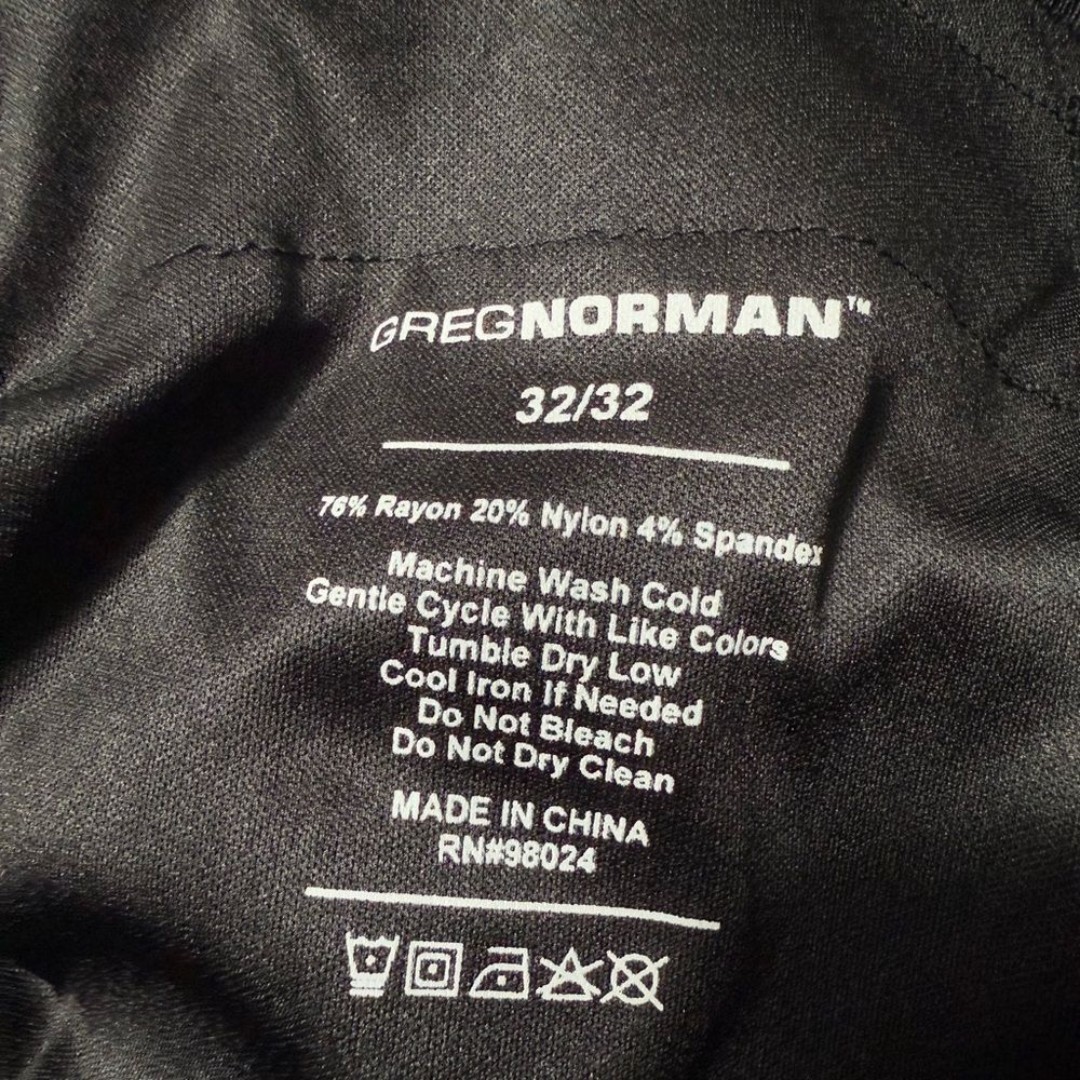 GREGNORMAN™
32/32
76% Rayon 20% Nylon 4% Spandex
Machine Wash Cold
Gentle Cycle With Like Colors
Tumble Dry Low
Cool Iron If Needed
Do Not Bleach
Do Not Dry Clean
MADE IN CHINA
RN#98024